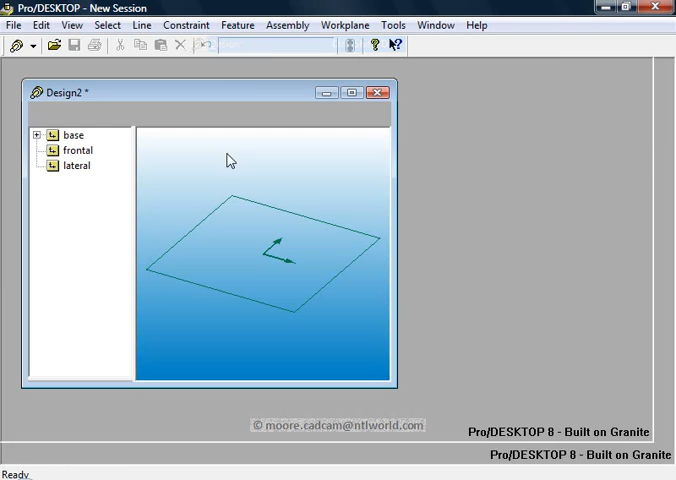 Pro/DESKTOP - New Session
File Edit View Select Line Constraint Feature Assembly Workplane Tools Window Help
Design2 *
base
frontal
lateral
© moore.cadcam@ntlworld.com
Pro/DESKTOP 8 - Built on Granite
Pro/DESKTOP 8 - Built on Granite
Ready